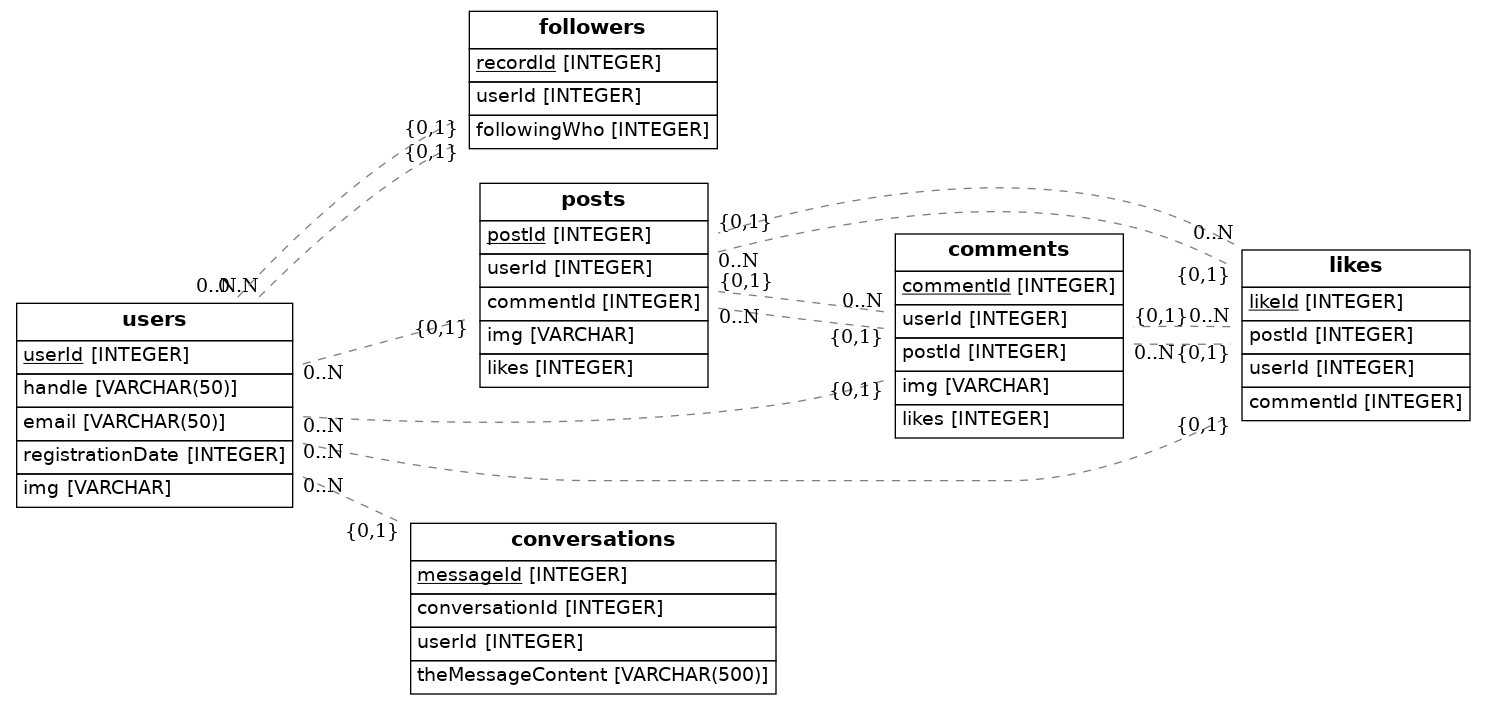 followers
recordId [INTEGER]
userId [INTEGER]
followingWho [INTEGER]
{0,1}
{0,1}
0..N
0..N
users
userId [INTEGER]
handle [VARCHAR(50)]
email [VARCHAR(50)]
registrationDate [INTEGER]
img [VARCHAR]
0..N
0..N
0..N
0..N
{0,1}
posts
postId [INTEGER]
userId [INTEGER]
commentId [INTEGER]
img [VARCHAR]
likes [INTEGER]
{0,1}
0..N
{0,1}
0..N
0..N
{0,1}
{0,1}
comments
commentId [INTEGER]
userId [INTEGER]
postId [INTEGER]
img [VARCHAR]
likes [INTEGER]
0..N
{0,1}
{0,1} 0..N
0..N {0,1}
{0,1}
likes
likeId [INTEGER]
postId [INTEGER]
userId [INTEGER]
commentId [INTEGER]
{0,1}
conversations
messageId [INTEGER]
conversationId [INTEGER]
userId [INTEGER]
theMessageContent [VARCHAR(500)]